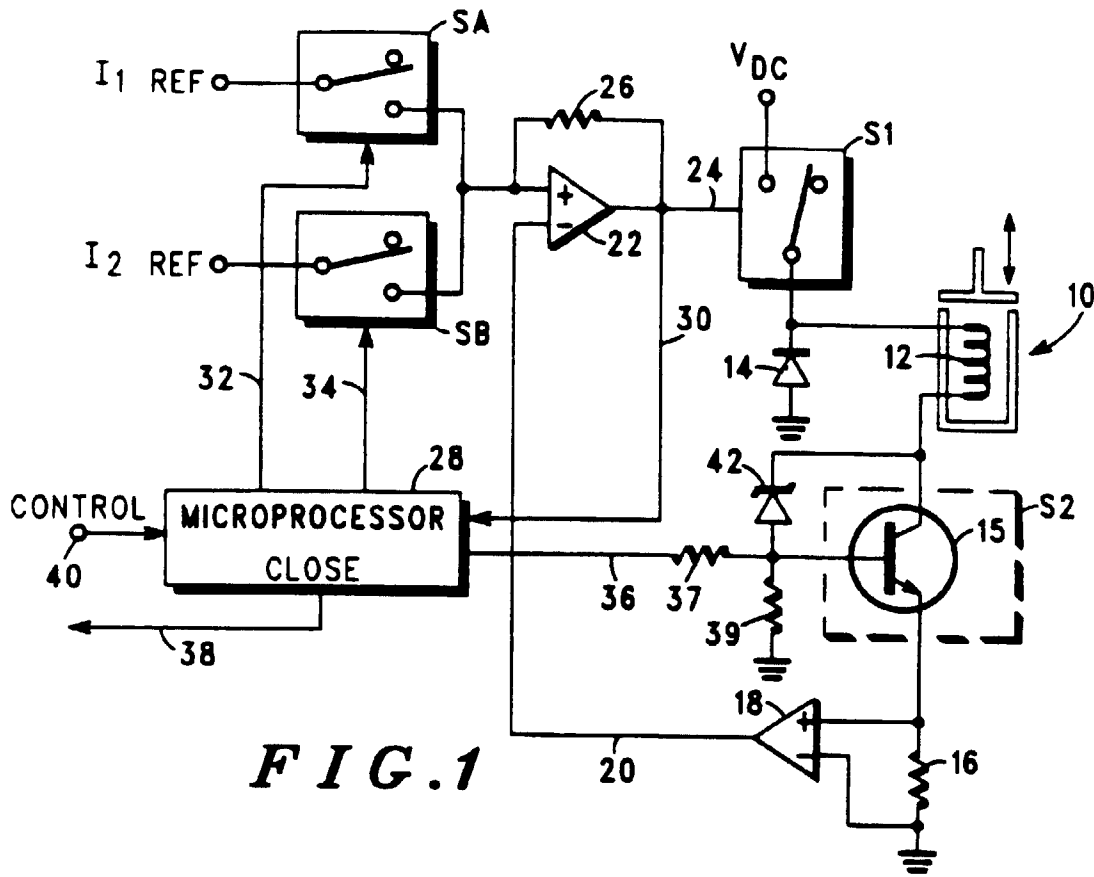 SA
I1 REF
VDC
26
S1
24
+
-
22
I2 REF
SB
30
10
12
14
32
34
28
42
S2
CONTROL
MICROPROCESSOR
CLOSE
15
40
36
37
39
38
18
+
-
16
20
FIG.1